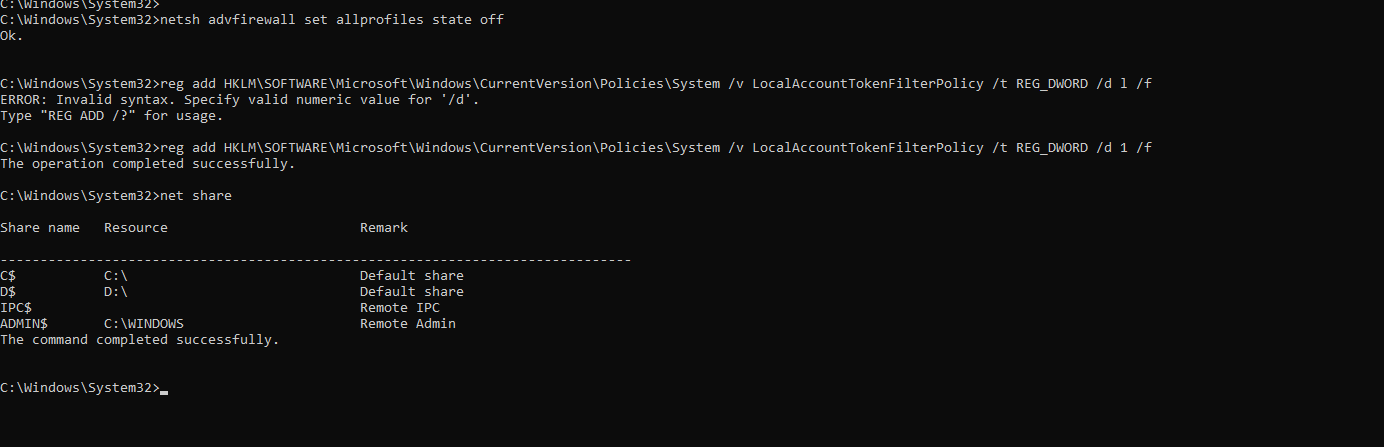 C:\Windows\System32>
C:\Windows\System32>netsh advfirewall set allprofiles state off
Ok.
C:\Windows\System32>reg add HKLM\SOFTWARE\Microsoft\Windows\CurrentVersion\Policies\System /v LocalAccountTokenFilterPolicy /t REG_DWORD /d l /f
ERROR: Invalid syntax. Specify valid numeric value for '/d'.
Type "REG ADD /?" for usage.
C:\Windows\System32>reg add HKLM\SOFTWARE\Microsoft\Windows\CurrentVersion\Policies\System /v LocalAccountTokenFilterPolicy /t REG_DWORD /d 1 /f
The operation completed successfully.
C:\Windows\System32>net share
Share name   Resource                        Remark
-------------------------------------------------------------------------------
C$           C:\                             Default share
D$           D:\                             Default share
IPC$                                         Remote IPC
ADMIN$       C:\WINDOWS                      Remote Admin
The command completed successfully.
C:\Windows\System32>